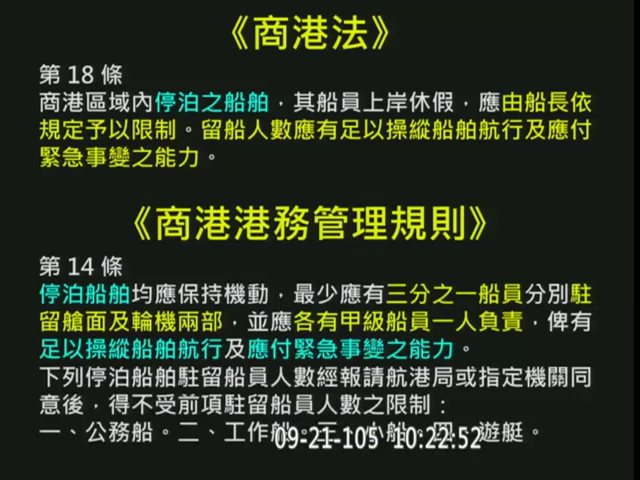 《商港法》
第 18 條
商港區域內停泊之船舶，其船員上岸休假，應由船長依
規定予以限制。留船人數應有足以操縱船舶航行及應付
緊急事變之能力。
《商港港務管理規則》
第 14 條
停泊船舶均應保持機動，最少應有三分之一船員分別駐
留艙面及輪機兩部，並應各有甲級船員一人負責，俾有
足以操縱船舶航行及應付緊急事變之能力。
下列停泊船舶駐留船員人數經報請航港局或指定機關同
意後，得不受前項駐留船員人數之限制：
一、公務船。二、工作船。三、小船。四、遊艇。
09-21-105 10:22:52